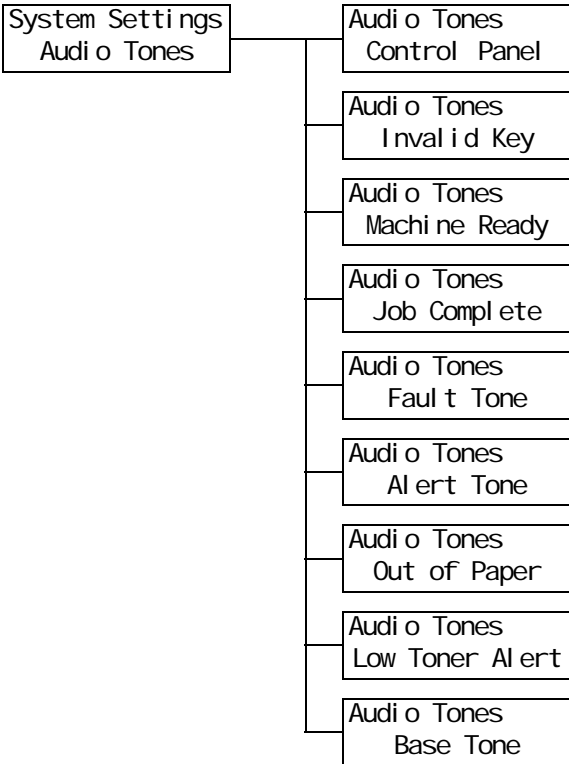 System Settings
Audio Tones
Audio Tones
Control Panel
Audio Tones
Invalid Key
Audio Tones
Machine Ready
Audio Tones
Job Complete
Audio Tones
Fault Tone
Audio Tones
Alert Tone
Audio Tones
Out of Paper
Audio Tones
Low Toner Alert
Audio Tones
Base Tone